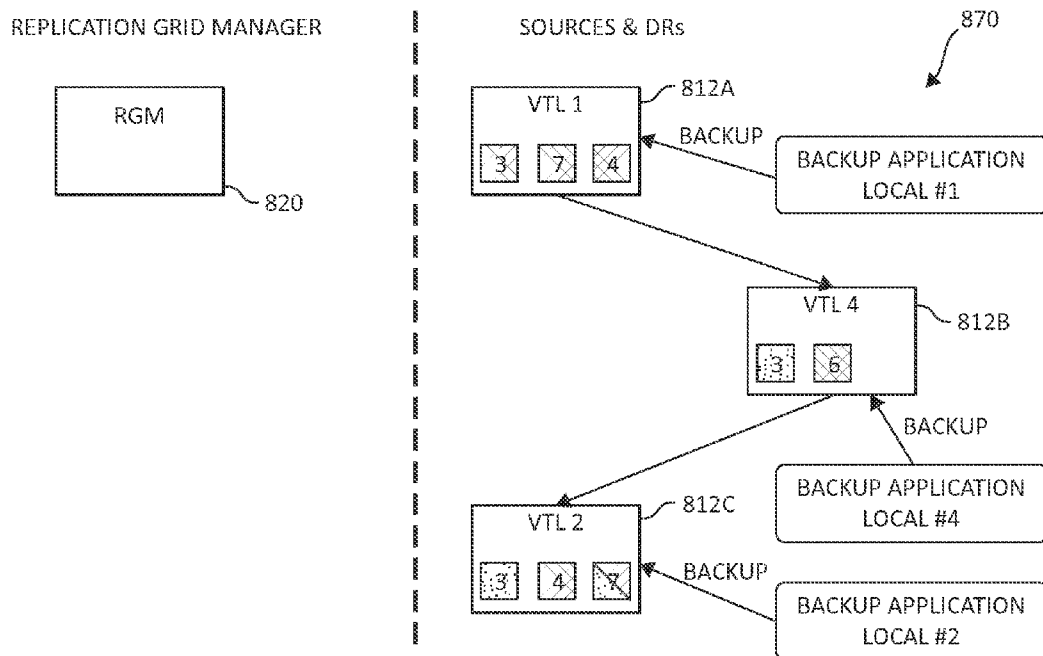 REPLICATION GRID MANAGER
SOURCES & DRs
870
RGM
820
VTL 1
812A
3 7 4
BACKUP
BACKUP APPLICATION
LOCAL #1
VTL 4
812B
3 6
BACKUP
BACKUP APPLICATION
LOCAL #4
VTL 2
812C
3 4 7
BACKUP
BACKUP APPLICATION
LOCAL #2